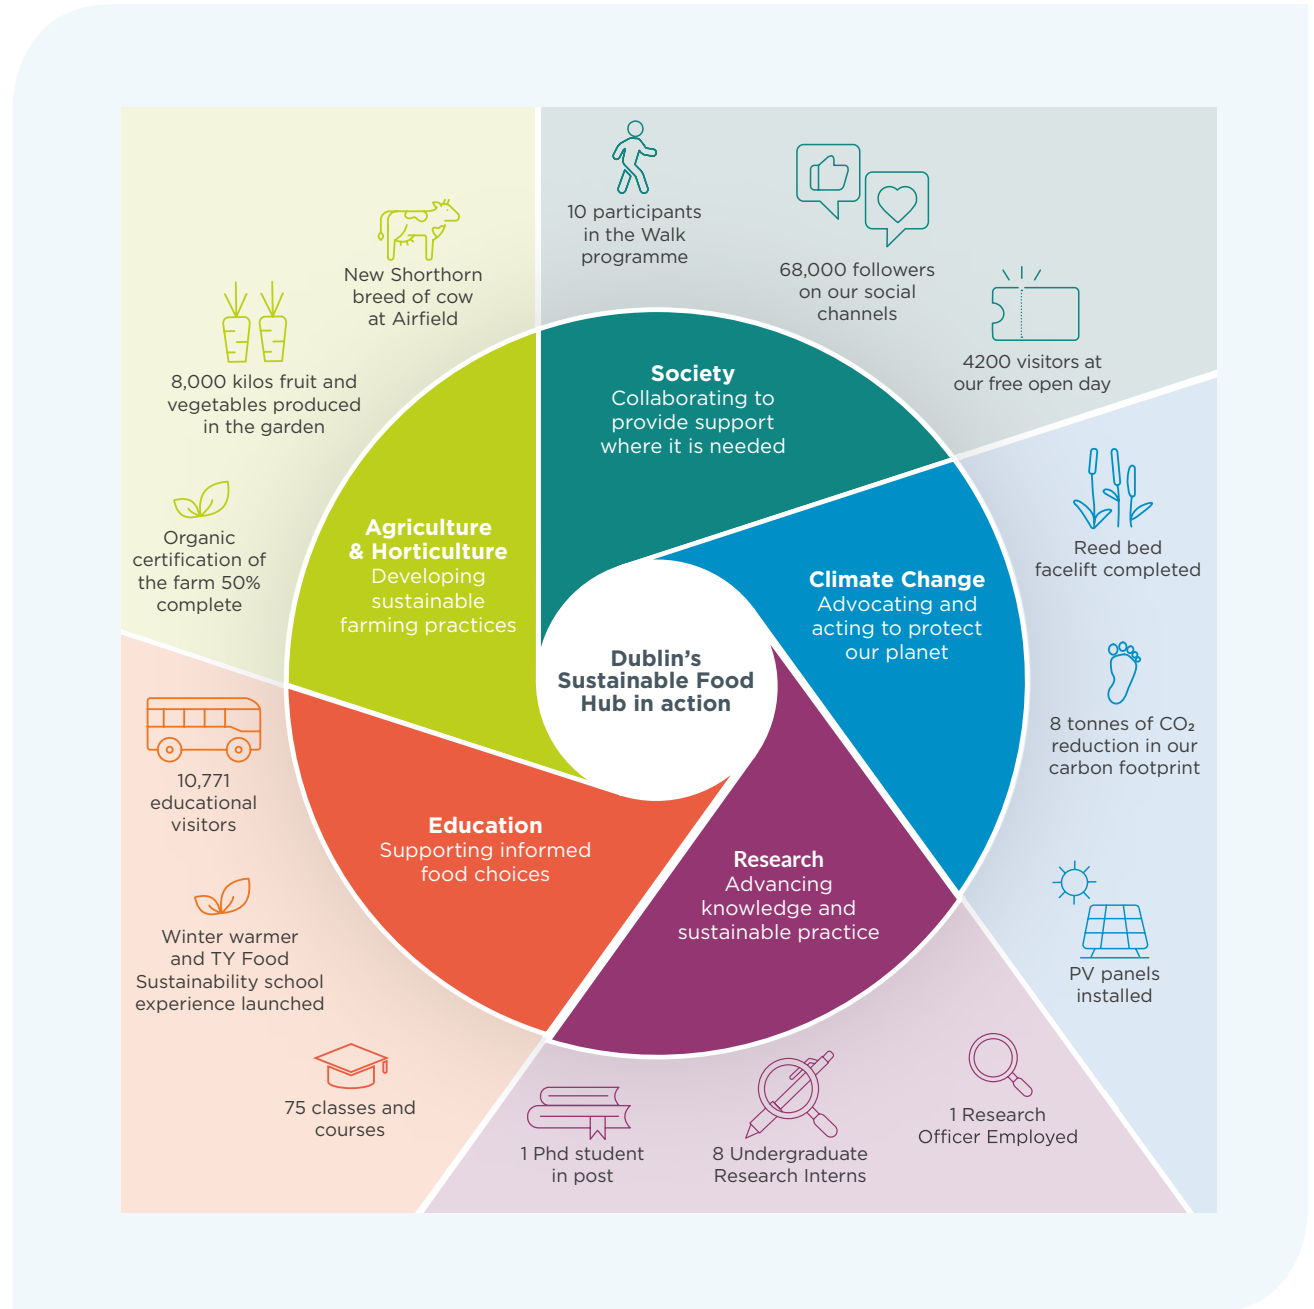 Dublin's
Sustainable Food
Hub in action
Society
Collaborating to
provide support
where it is needed
10 participants
in the Walk
programme
68,000 followers
on our social
channels
4200 visitors at
our free open day
Climate Change
Advocating and
acting to protect
our planet
Reed bed
facelift completed
8 tonnes of CO₂
reduction in our
carbon footprint
PV panels
installed
Research
Advancing
knowledge and
sustainable practice
1 Research
Officer Employed
8 Undergraduate
Research Interns
1 Phd student
in post
Education
Supporting informed
food choices
75 classes and
courses
Winter warmer
and TY Food
Sustainability school
experience launched
10,771
educational
visitors
Agriculture
& Horticulture
Developing
sustainable
farming practices
Organic
certification of
the farm 50%
complete
8,000 kilos fruit and
vegetables produced
in the garden
New Shorthorn
breed of cow
at Airfield